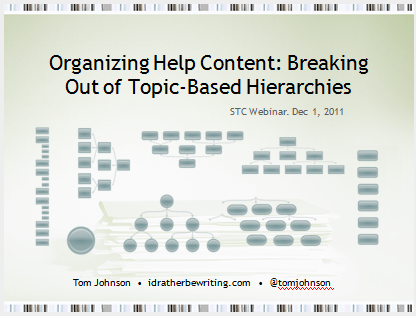 Organizing Help Content: Breaking
Out of Topic-Based Hierarchies
STC Webinar. Dec 1, 2011
Tom Johnson • idratherbewriting.com • @tomjohnson